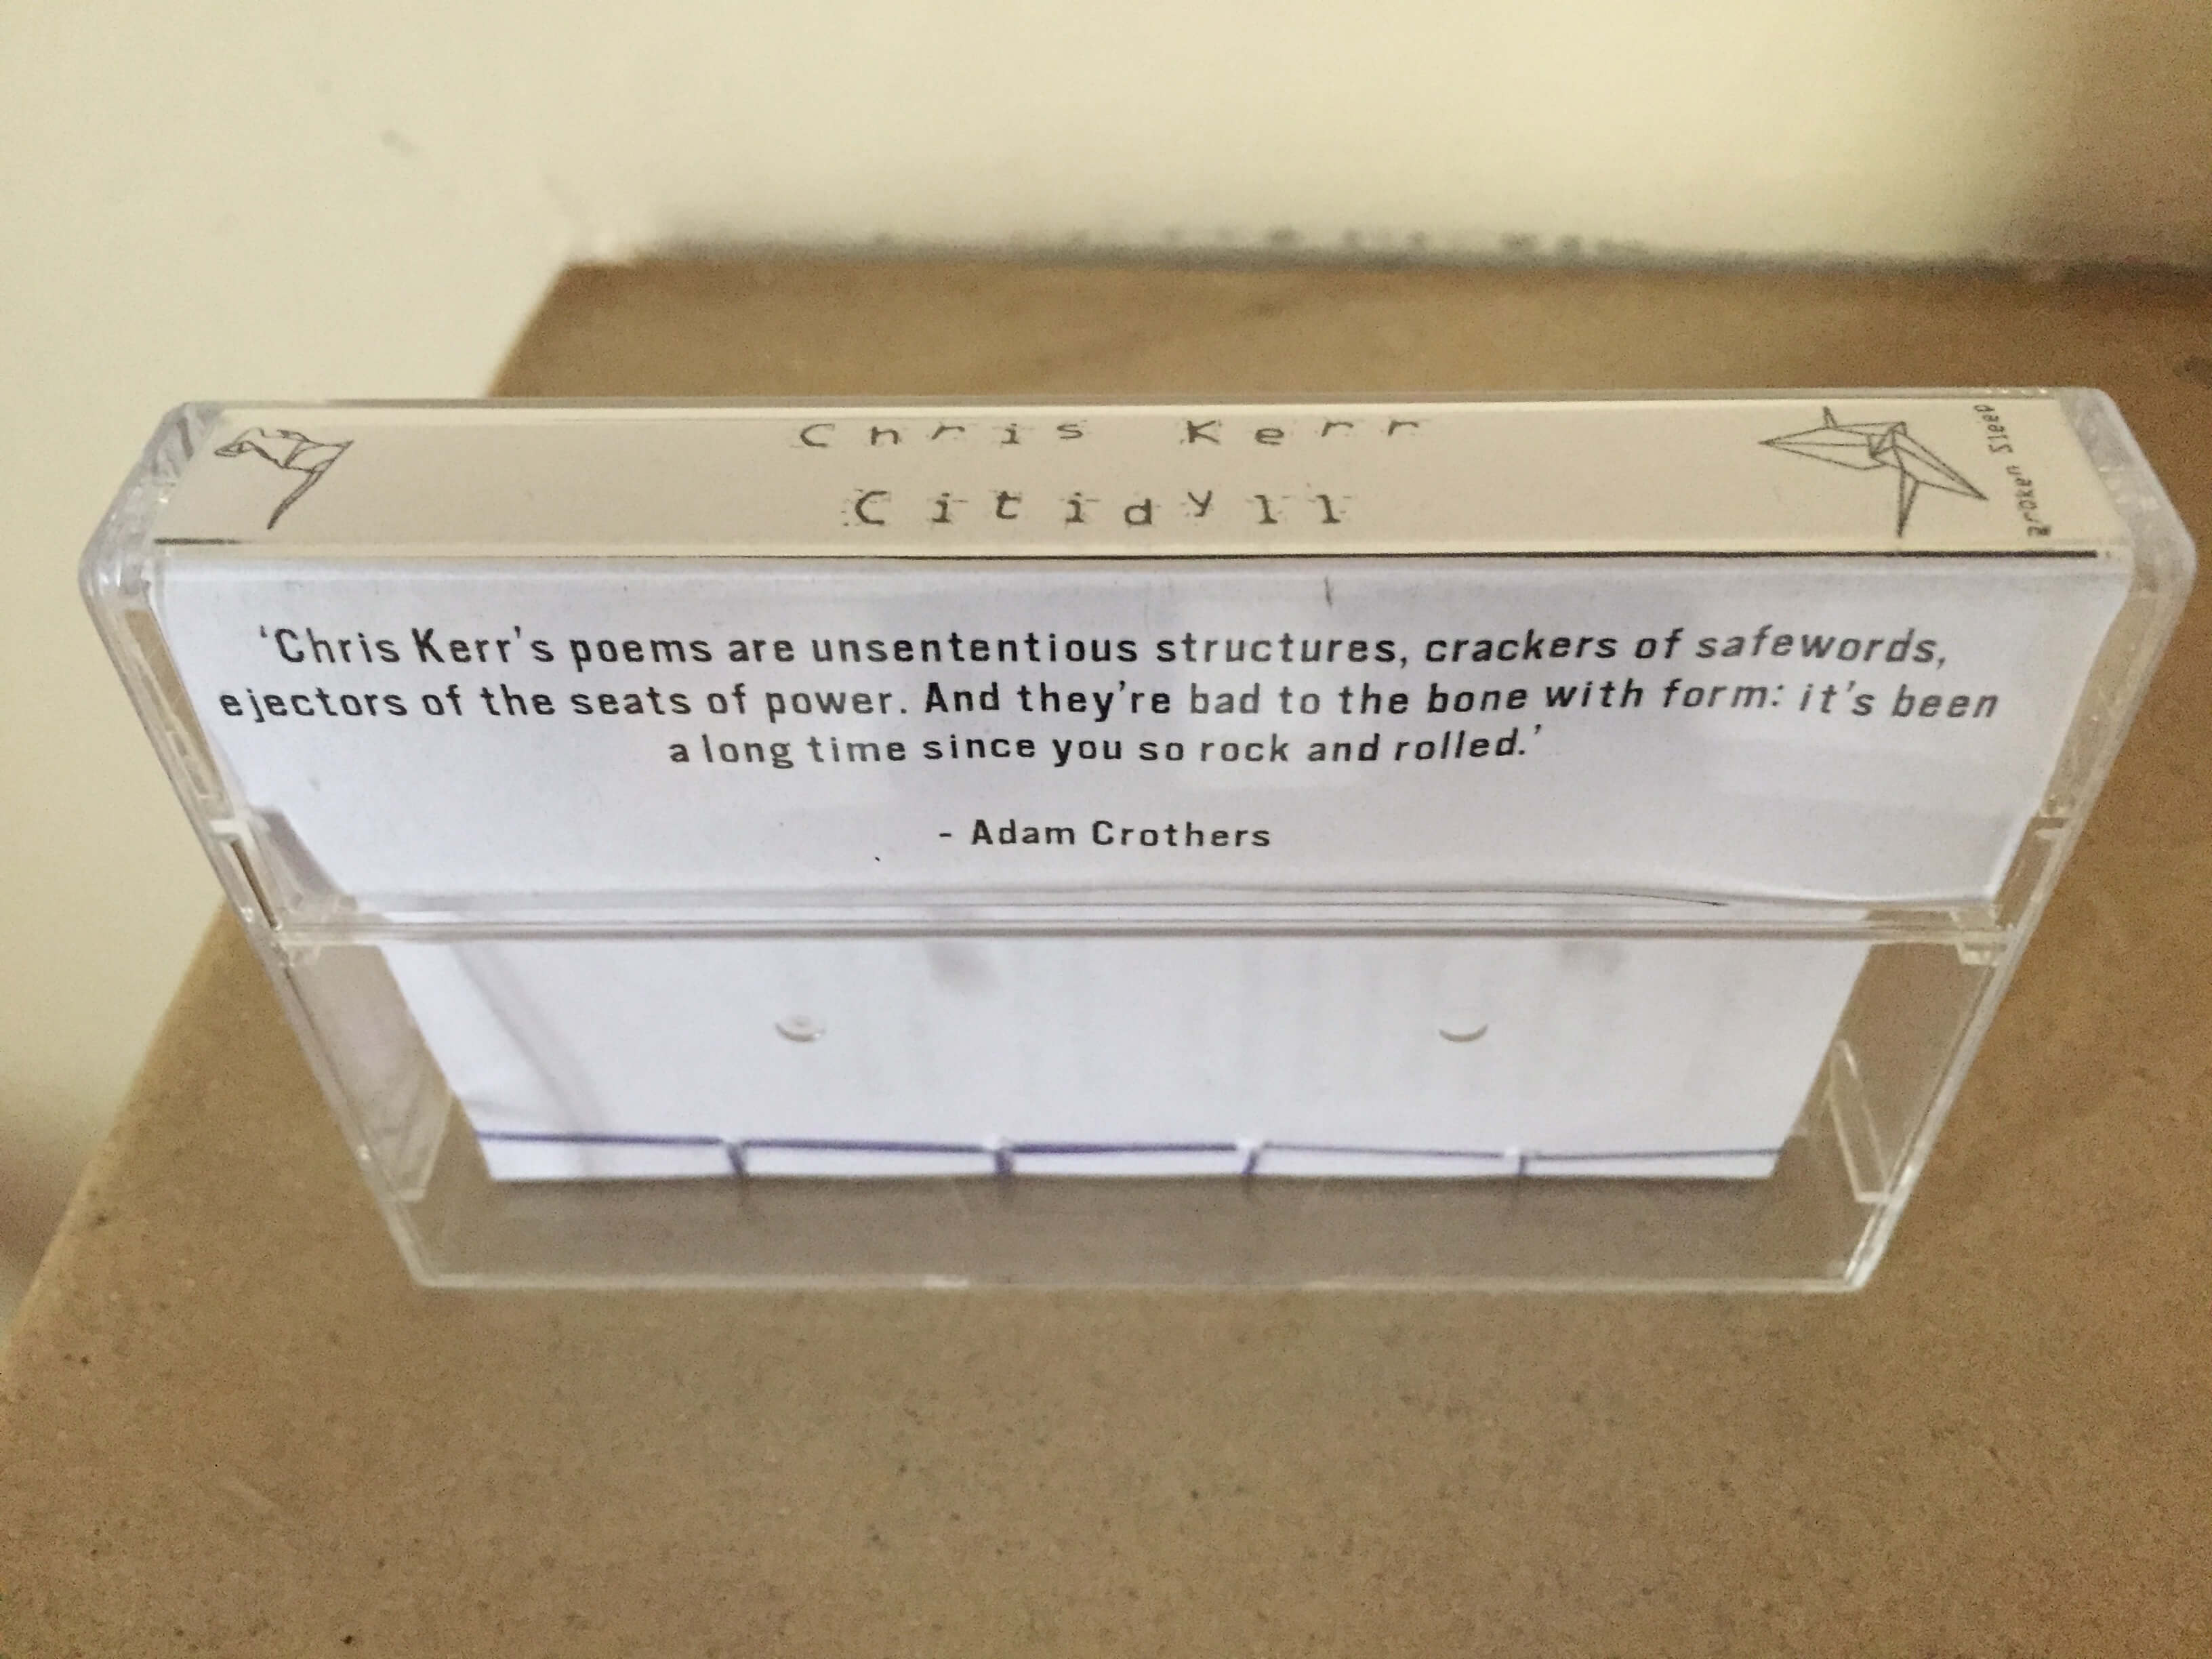 Chris Kerr
Citidyll
Broken Sleep
'Chris Kerr's poems are unsententious structures, crackers of safewords,
ejectors of the seats of power. And they're bad to the bone with form: it's been
a long time since you so rock and rolled.'
- Adam Crothers